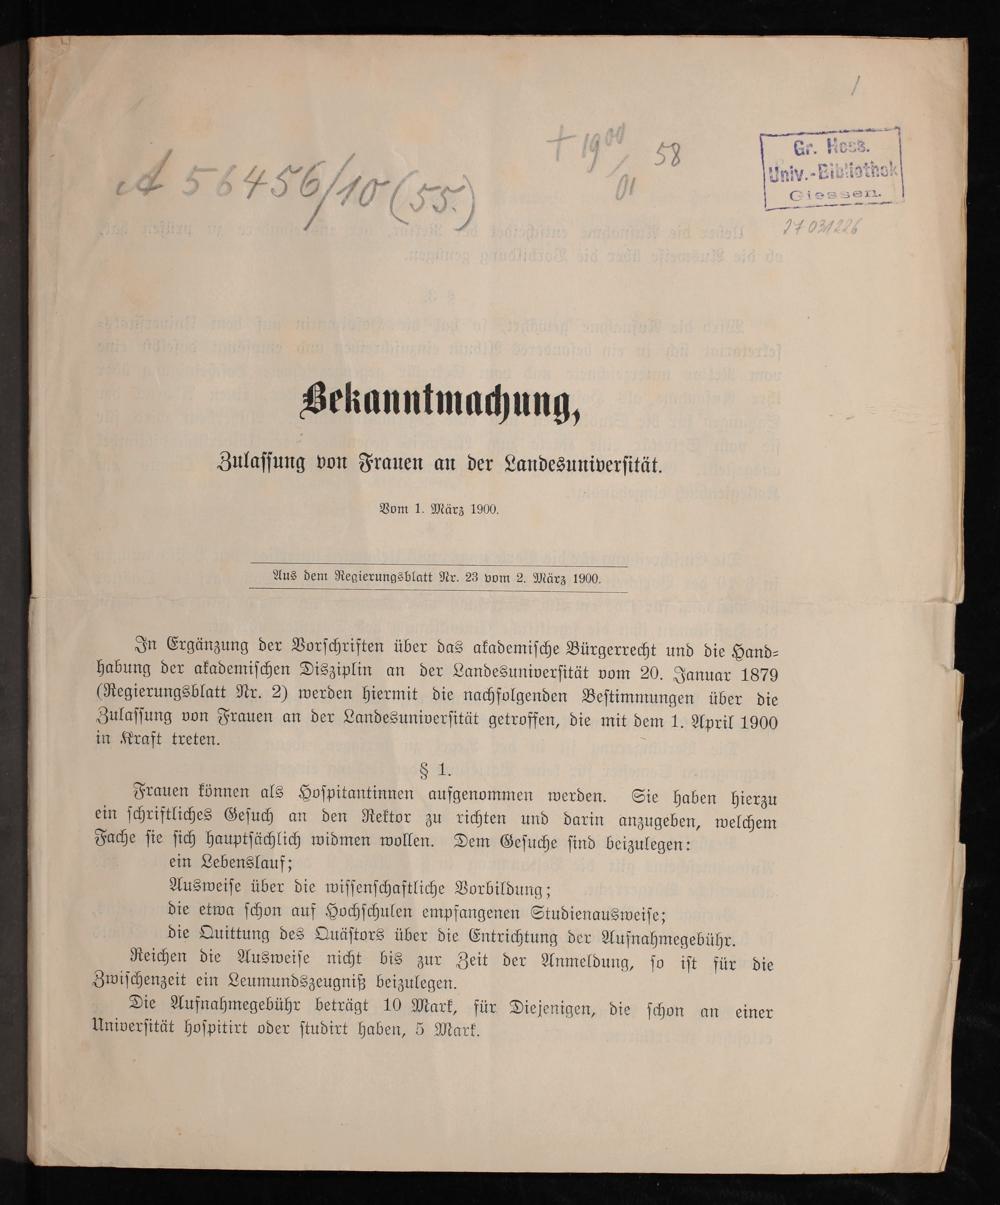 1
A 56456/10 (55.)
+ 1900/01 58
Gr. Hess.
Univ.-Bibliothek
Giessen.
Bekanntmachung,
Zulassung von Frauen an der Landesuniversität.
Vom 1. März 1900.
Aus dem Regierungsblatt Nr. 23 vom 2. März 1900.
In Ergänzung der Vorschriften über das akademische Bürgerrecht und die Hand-
habung der akademischen Disziplin an der Landesuniversität vom 20. Januar 1879
(Regierungsblatt Nr. 2) werden hiermit die nachfolgenden Bestimmungen über die
Zulassung von Frauen an der Landesuniversität getroffen, die mit dem 1. April 1900
in Kraft treten.
§ 1.
Frauen können als Hospitantinnen aufgenommen werden. Sie haben hierzu
ein schriftliches Gesuch an den Rektor zu richten und darin anzugeben, welchem
Fache sie sich hauptsächlich widmen wollen. Dem Gesuche sind beizulegen:
ein Lebenslauf;
Ausweise über die wissenschaftliche Vorbildung;
die etwa schon auf Hochschulen empfangenen Studienausweise;
die Quittung des Quästors über die Entrichtung der Aufnahmegebühr.
Reichen die Ausweise nicht bis zur Zeit der Anmeldung, so ist für die
Zwischenzeit ein Leumundszeugniß beizulegen.
Die Aufnahmegebühr beträgt 10 Mark, für Diejenigen, die schon an einer
Universität hospitirt oder studirt haben, 5 Mark.